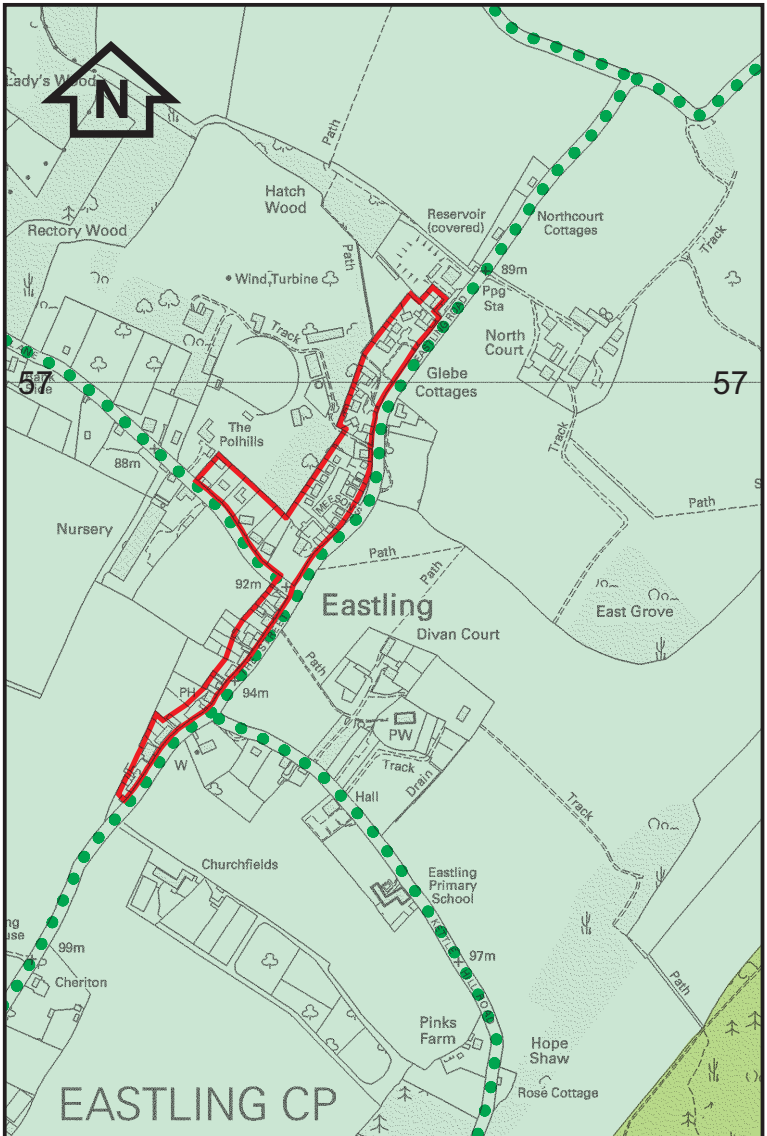 Lady's Wood
N
Path
Hatch
Wood
Reservoir
(covered)
Northcourt
Cottages
Rectory Wood
Track
Path
Wind Turbine
89m
Ppg
Sta
Track
North
Court
57
57
Glebe
Cottages
The
Polhills
Track
88m
MEES
Path
Nursery
Path
92m
Path
Eastling
East Grove
Divan Court
Path
PH
94m
PW
W
Track
Drain
Track
Hall
Churchfields
Eastling
Primary
School
99m
97m
Path
Cheriton
Pinks
Farm
Hope
Shaw
Rose Cottage
EASTLING CP